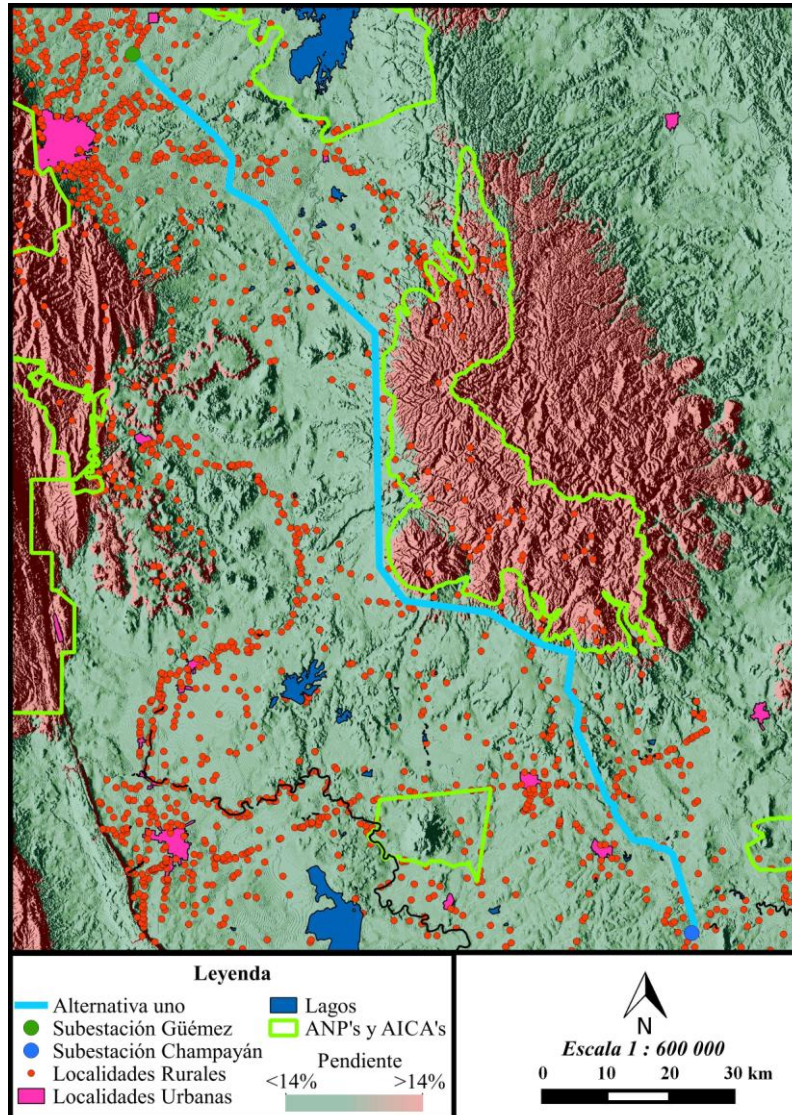 Leyenda
Alternativa uno
Subestación Güémez
Subestación Champayán
Localidades Rurales
Localidades Urbanas
Lagos
ANP's y AICA's
Pendiente
<14% >14%
N
Escala 1 : 600 000
0 10 20 30 km